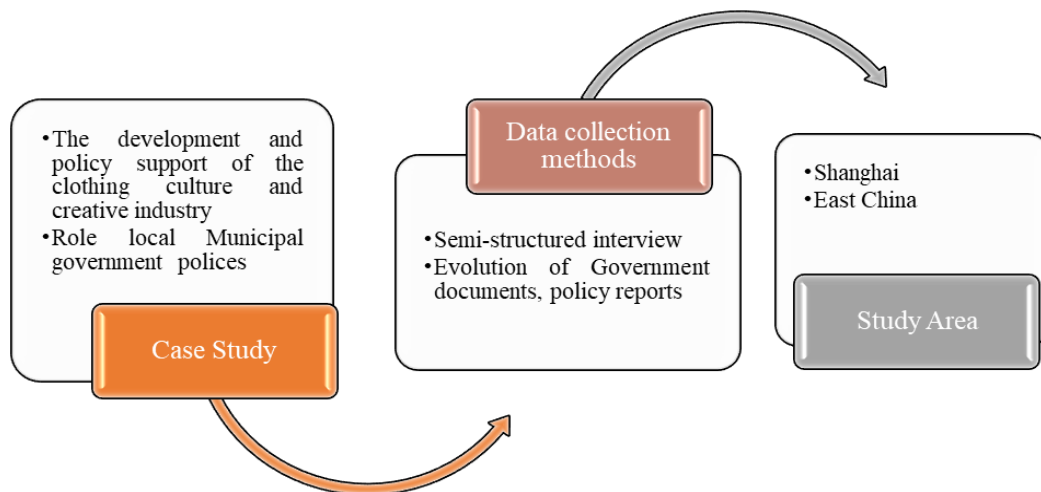 •The development and
policy support of the
clothing culture and
creative industry
•Role local Municipal
government polices
Case Study
Data collection
methods
•Semi-structured interview
•Evolution of Government
documents, policy reports
•Shanghai
•East China
Study Area